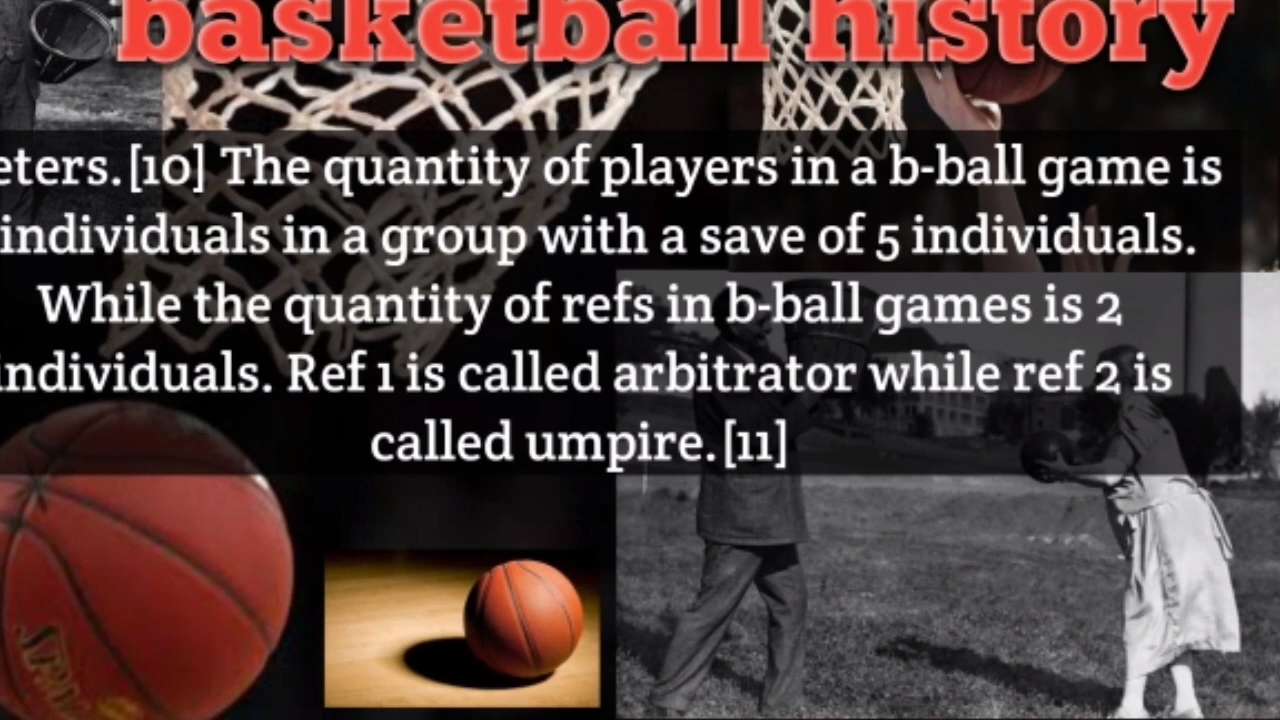 basketball history
eters.[10] The quantity of players in a b-ball game is
individuals in a group with a save of 5 individuals.
While the quantity of refs in b-ball games is 2
individuals. Ref 1 is called arbitrator while ref 2 is
called umpire.[11]